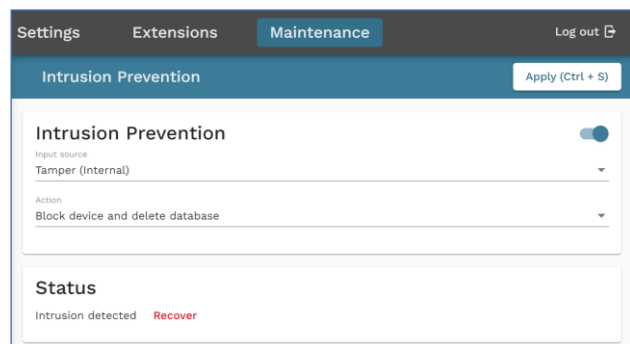 Settings Extensions Maintenance Log out
Intrusion Prevention Apply (Ctrl + S)
Intrusion Prevention
Input source
Tamper (Internal)
Action
Block device and delete database
Status
Intrusion detected Recover